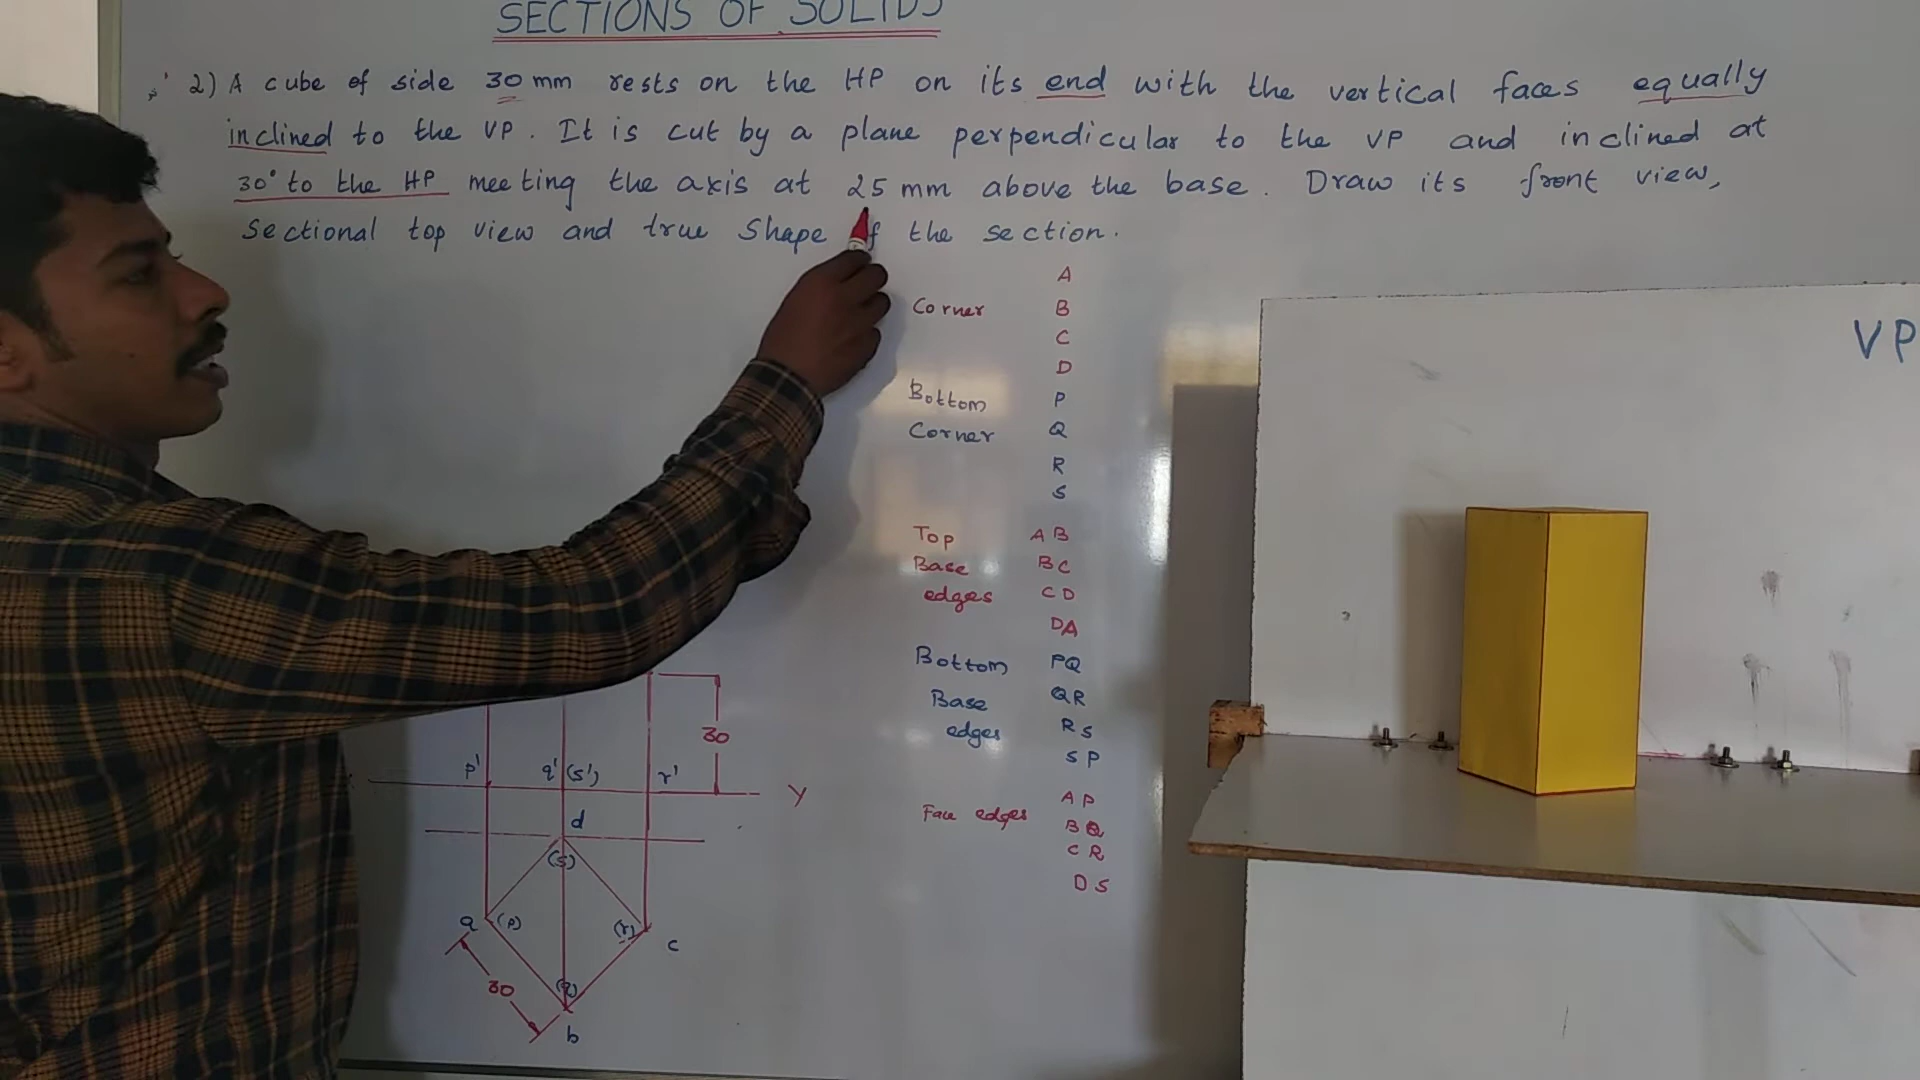 SECTIONS OF SOLIDS
2) A cube of side 30 mm rests on the HP on its end with the vertical faces equally
inclined to the VP. It is cut by a plane perpendicular to the VP and inclined at
30° to the HP meeting the axis at 25 mm above the base. Draw its front view,
Sectional top view and true Shape of the section.
A
Corner B
C
D
Bottom P
Corner Q
R
S
Top AB
Base BC
edges CD
DA
Bottom PQ
Base QR
edges RS
SP
AP
Face edges BQ
CR
DS
30
p' q' (s') r' Y
d
(s)
a (p) (r) c
30 (q)
b
VP